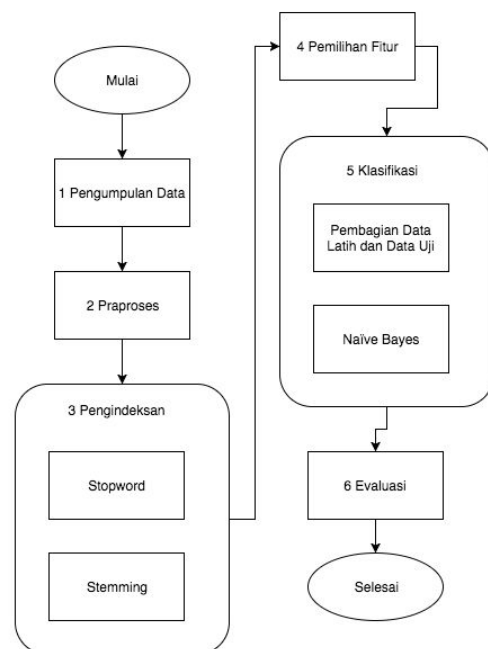 Mulai
1 Pengumpulan Data
2 Praproses
3 Pengindeksan
Stopword
Stemming
4 Pemilihan Fitur
5 Klasifikasi
Pembagian Data
Latih dan Data Uji
Naïve Bayes
6 Evaluasi
Selesai